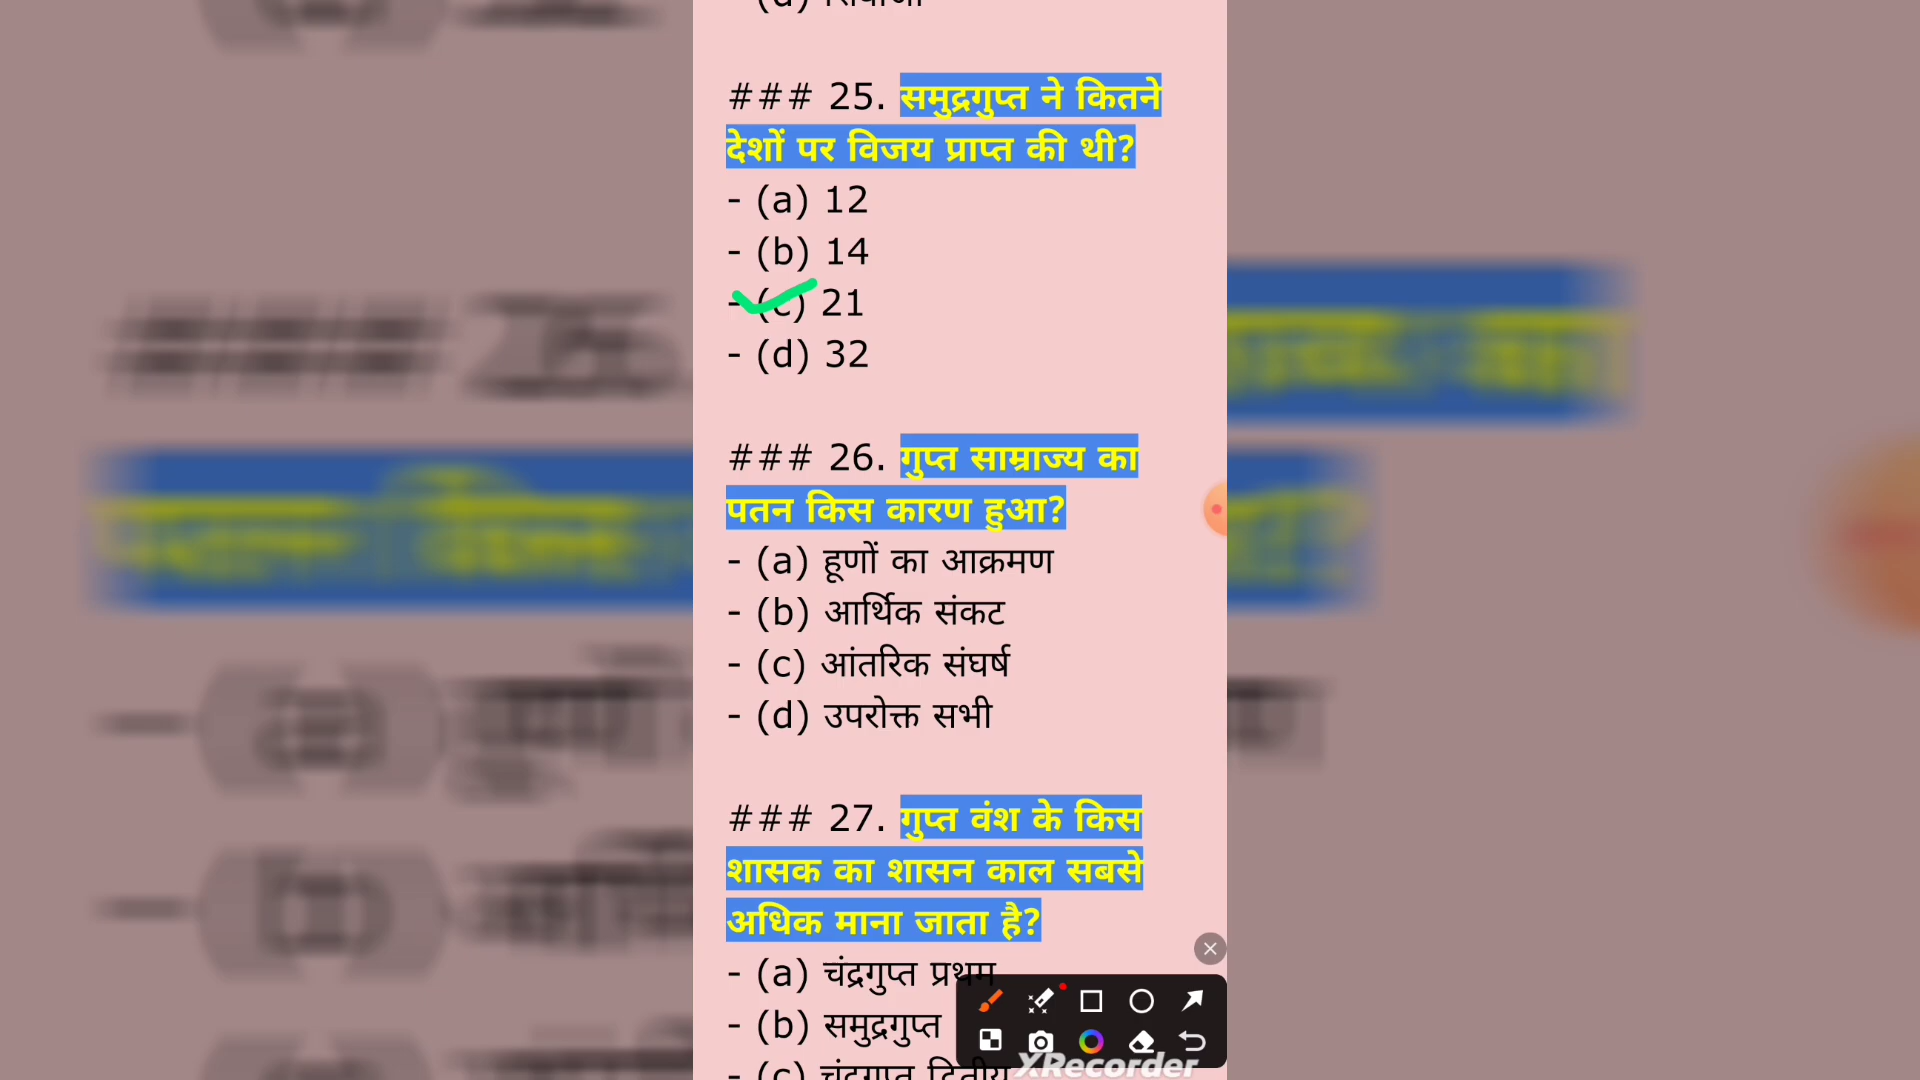 ### 25. समुद्रगुप्त ने कितने
देशों पर विजय प्राप्त की थी?
- (a) 12
- (b) 14
- (c) 21
- (d) 32
### 26. गुप्त साम्राज्य का
पतन किस कारण हुआ?
- (a) हूणों का आक्रमण
- (b) आर्थिक संकट
- (c) आंतरिक संघर्ष
- (d) उपरोक्त सभी
### 27. गुप्त वंश के किस
शासक का शासन काल सबसे
अधिक माना जाता है?
- (a) चंद्रगुप्त प्रथम
- (b) समुद्रगुप्त
- (c) चंद्रगुप्त द्वितीय
XRecorder